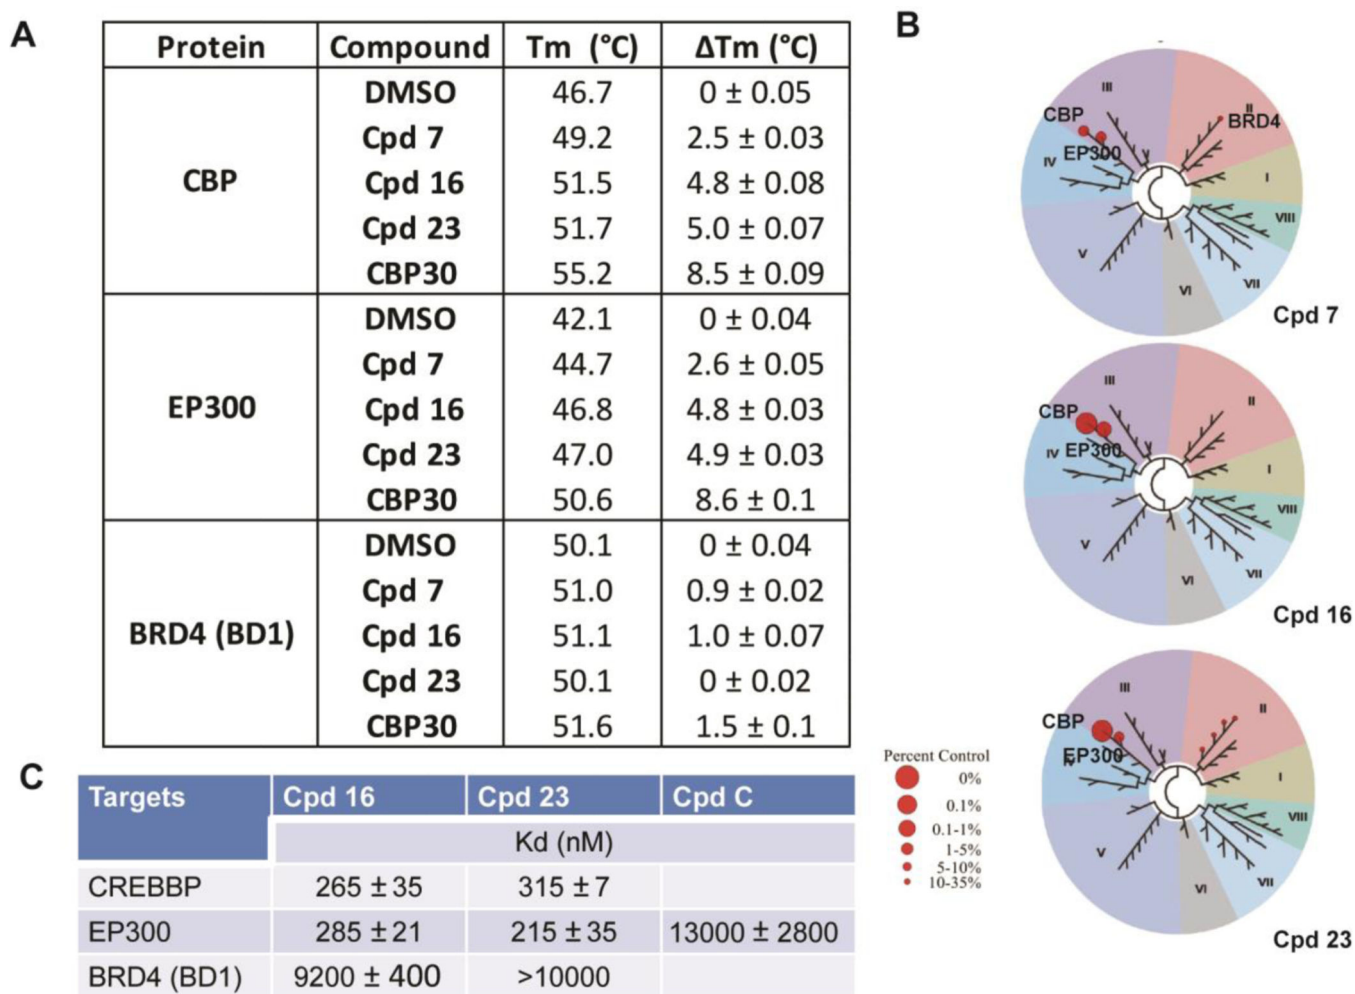 A
Protein Compound Tm (°C) ΔTm (°C)
CBP
DMSO 46.7 0 ± 0.05
Cpd 7 49.2 2.5 ± 0.03
Cpd 16 51.5 4.8 ± 0.08
Cpd 23 51.7 5.0 ± 0.07
CBP30 55.2 8.5 ± 0.09
EP300
DMSO 42.1 0 ± 0.04
Cpd 7 44.7 2.6 ± 0.05
Cpd 16 46.8 4.8 ± 0.03
Cpd 23 47.0 4.9 ± 0.03
CBP30 50.6 8.6 ± 0.1
BRD4 (BD1)
DMSO 50.1 0 ± 0.04
Cpd 7 51.0 0.9 ± 0.02
Cpd 16 51.1 1.0 ± 0.07
Cpd 23 50.1 0 ± 0.02
CBP30 51.6 1.5 ± 0.1
B
III
II
CBP
BRD4
EP300
IV
I
VIII
V
VII
VI
Cpd 7
III
II
CBP
EP300
IV
I
VIII
V
VII
VI
Cpd 16
III
II
CBP
EP300
IV
I
VIII
V
VII
VI
Cpd 23
Percent Control
0%
0.1%
0.1-1%
1-5%
5-10%
10-35%
C
Targets Cpd 16 Cpd 23 Cpd C
Kd (nM)
CREBBP 265 ± 35 315 ± 7
EP300 285 ± 21 215 ± 35 13000 ± 2800
BRD4 (BD1) 9200 ± 400 >10000